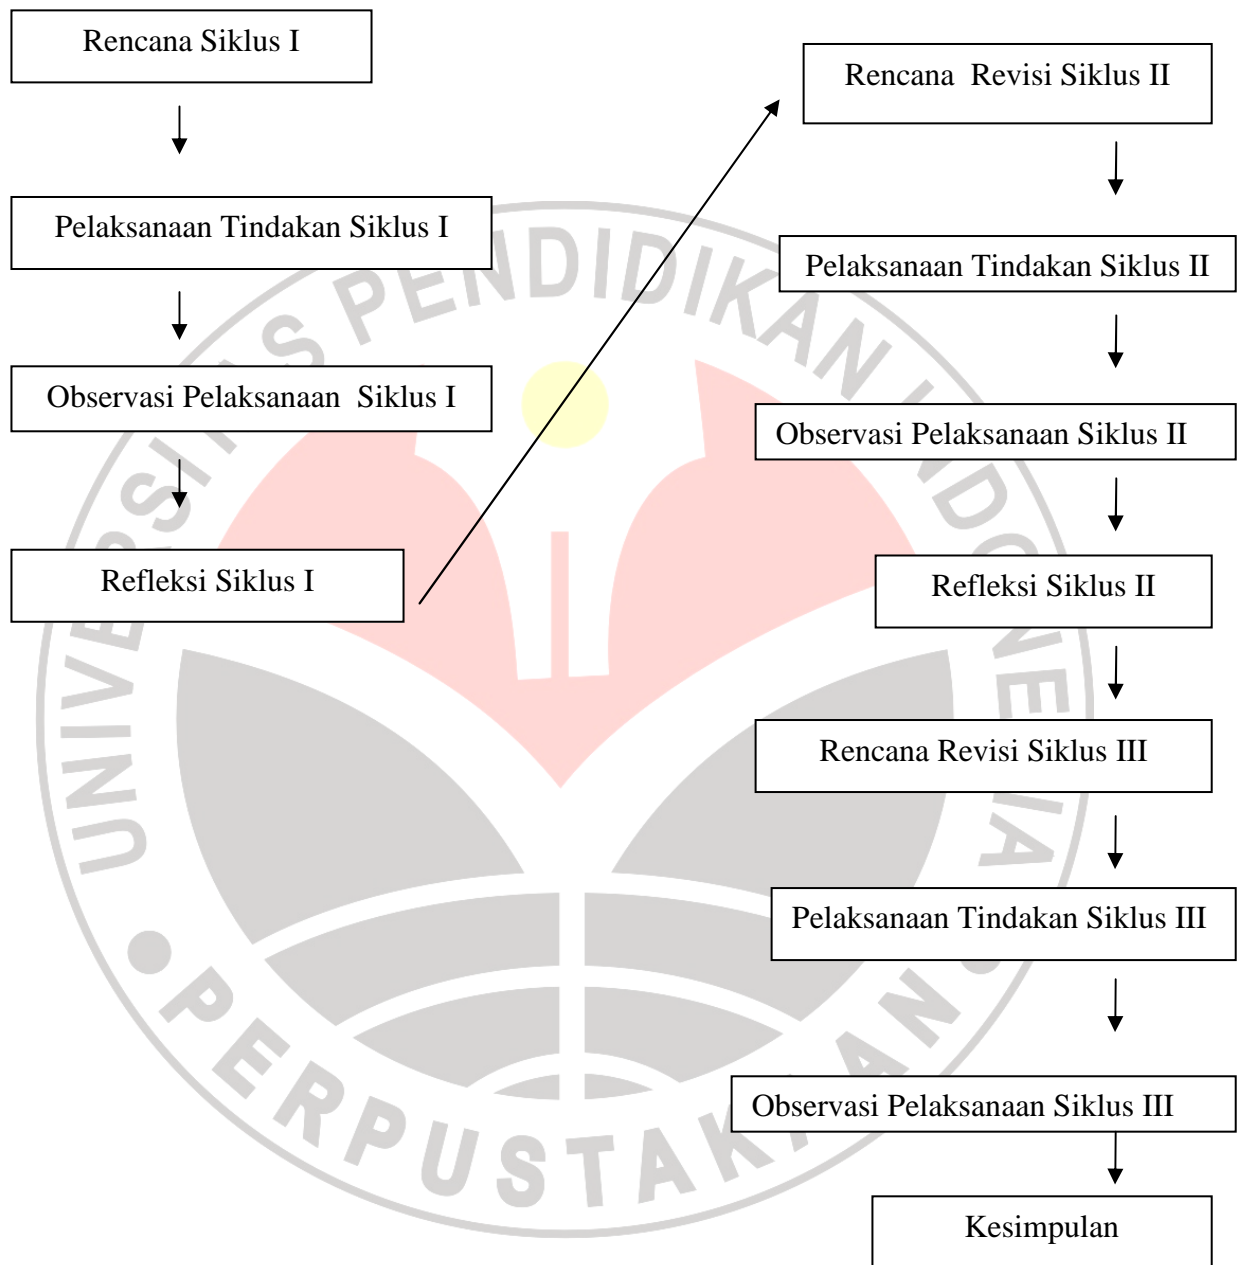 Rencana Siklus I
Pelaksanaan Tindakan Siklus I
Observasi Pelaksanaan Siklus I
Refleksi Siklus I
Rencana Revisi Siklus II
Pelaksanaan Tindakan Siklus II
Observasi Pelaksanaan Siklus II
Refleksi Siklus II
Rencana Revisi Siklus III
Pelaksanaan Tindakan Siklus III
Observasi Pelaksanaan Siklus III
Kesimpulan
UNIVERSITAS PENDIDIKAN INDONESIA
PERPUSTAKAAN